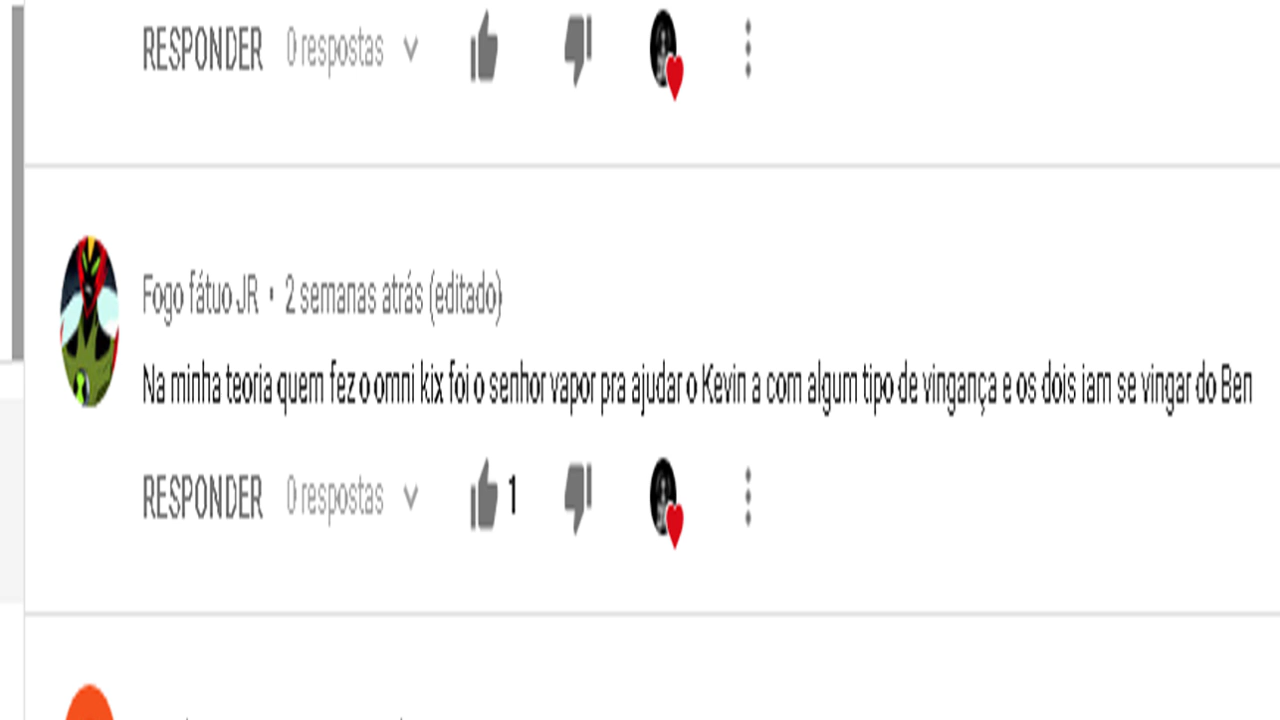 RESPONDER 0 respostas
Fogo fátuo JR • 2 semanas atrás (editado)
Na minha teoria quem fez o omni kix foi o senhor vapor pra ajudar o Kevin a com algum tipo de vingança e os dois iam se vingar do Ben
RESPONDER 0 respostas 1